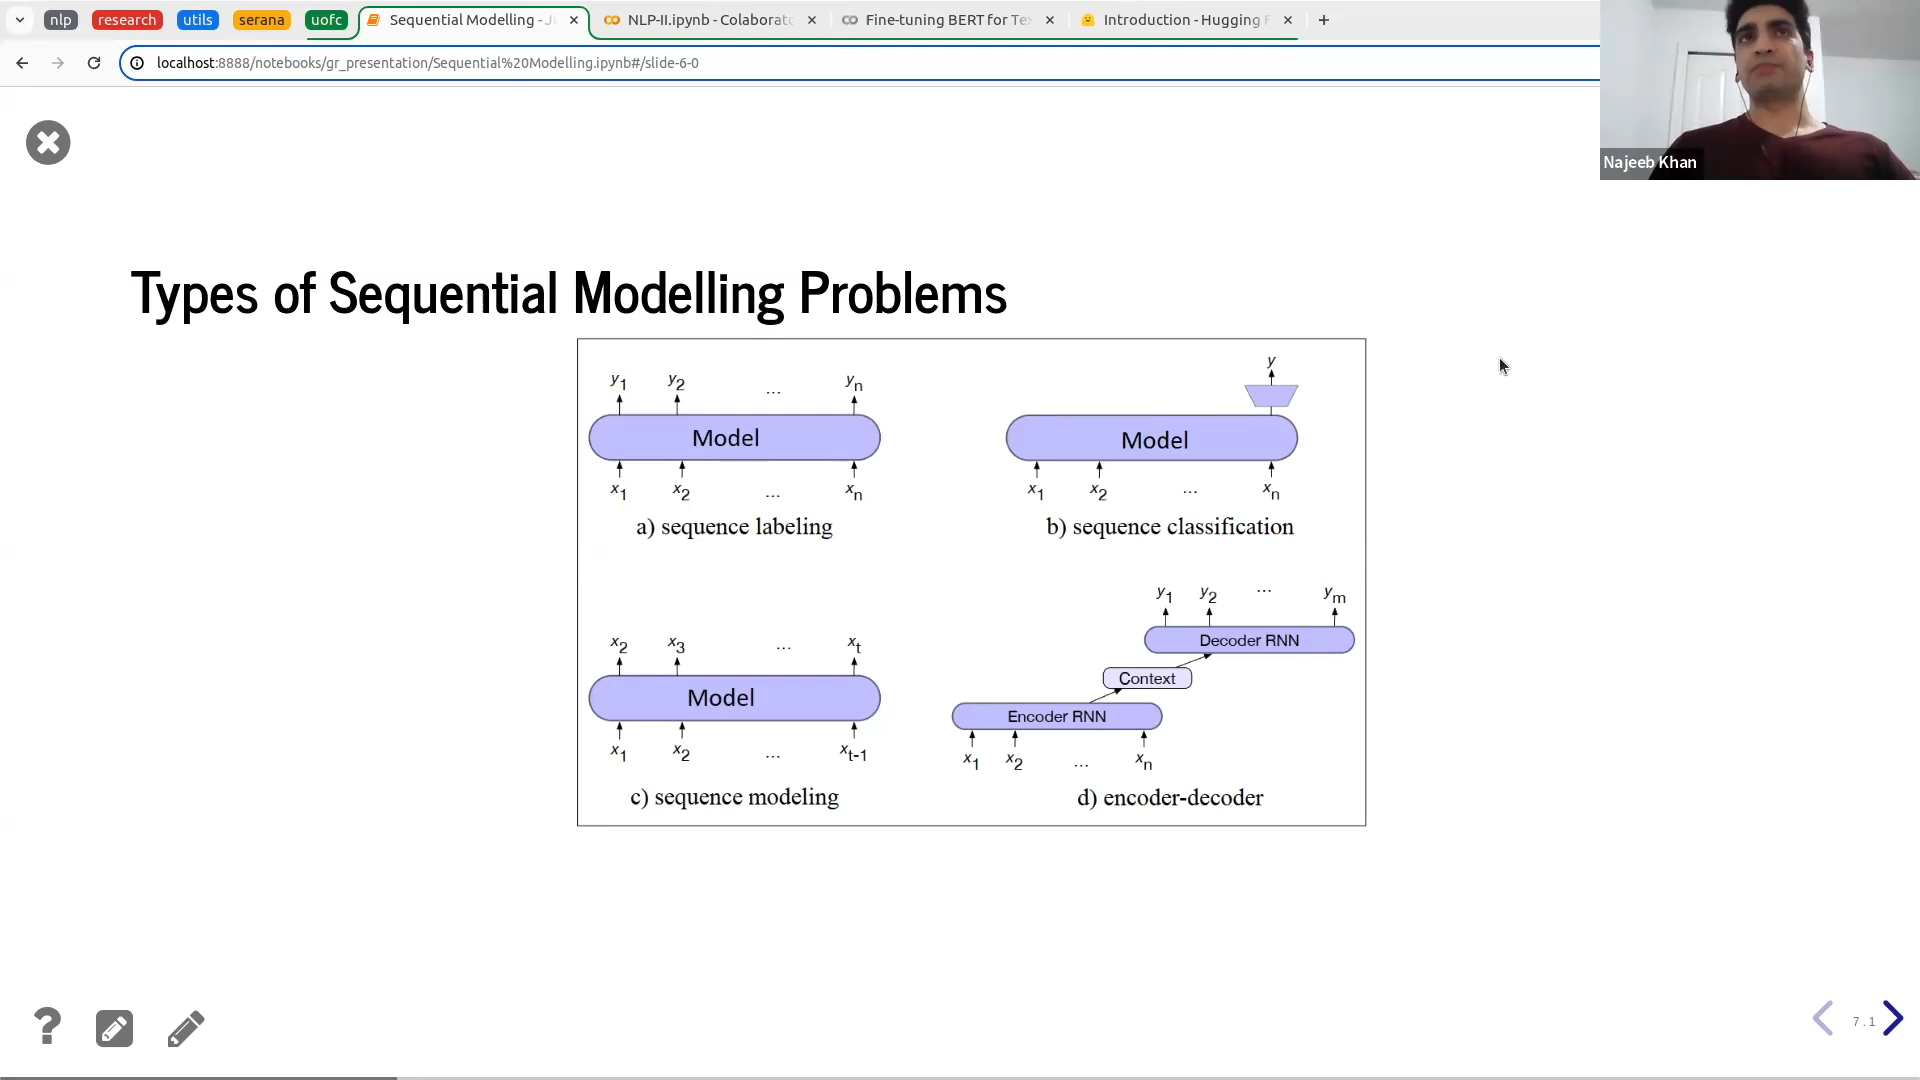 nlp research utils serana uofc Sequential Modelling - J NLP-II.ipynb - Colaborato Fine-tuning BERT for Te Introduction - Hugging F
localhost:8888/notebooks/gr_presentation/Sequential%20Modelling.ipynb#/slide-6-0
Najeeb Khan
Types of Sequential Modelling Problems
y1 y2 ... yn
Model
x1 x2 ... xn
a) sequence labeling
y
Model
x1 x2 ... xn
b) sequence classification
x2 x3 ... xt
Model
x1 x2 ... xt-1
c) sequence modeling
y1 y2 ... ym
Decoder RNN
Context
Encoder RNN
x1 x2 ... xn
d) encoder-decoder
?
7.1